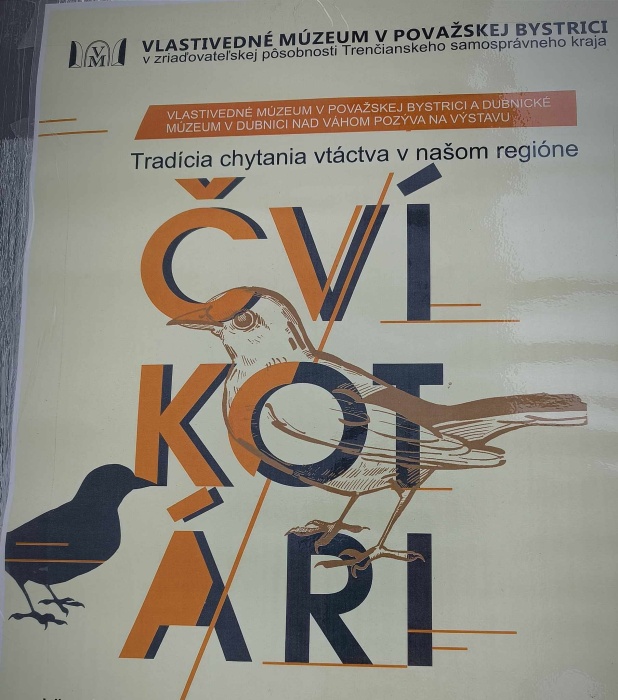 VM
VLASTIVEDNÉ MÚZEUM V POVAŽSKEJ BYSTRICI
v zriaďovateľskej pôsobnosti Trenčianskeho samosprávneho kraja
VLASTIVEDNÉ MÚZEUM V POVAŽSKEJ BYSTRICI A DUBNICKÉ
MÚZEUM V DUBNICI NAD VÁHOM POZÝVA NA VÝSTAVU
Tradícia chytania vtáctva v našom regióne
ČVÍ
KOT
ÁRI